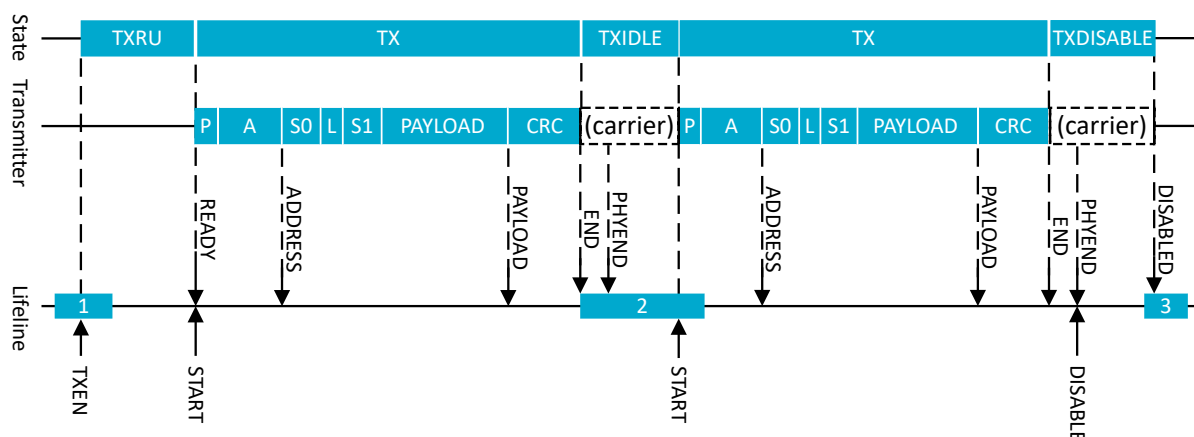 State
TXRU
TX
TXIDLE
TX
TXDISABLE
Transmitter
P
A
S0
L
S1
PAYLOAD
CRC
(carrier)
P
A
S0
L
S1
PAYLOAD
CRC
(carrier)
READY
ADDRESS
PAYLOAD
END
PHYEND
ADDRESS
PAYLOAD
END
PHYEND
DISABLED
Lifeline
1
2
3
TXEN
START
START
DISABLE